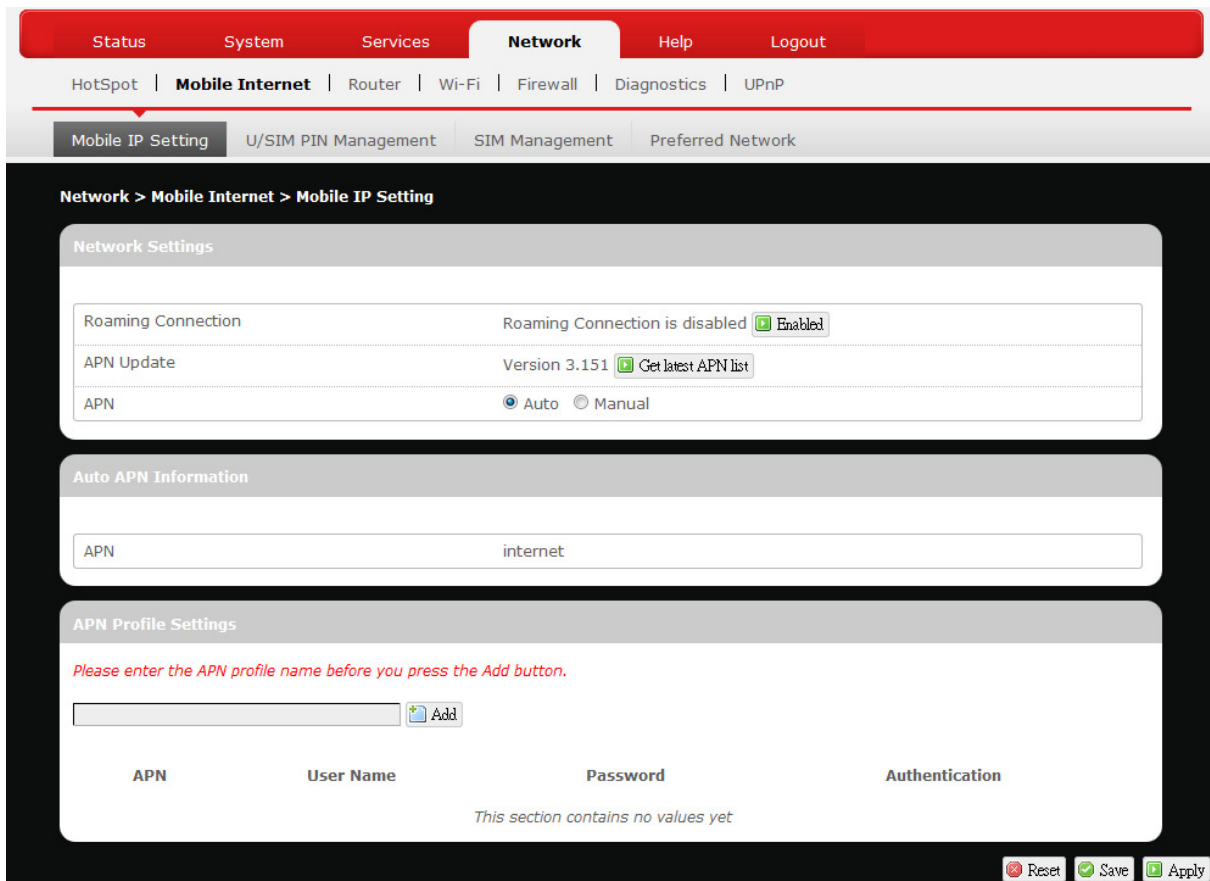 Status System Services Network Help Logout
HotSpot | Mobile Internet | Router | Wi-Fi | Firewall | Diagnostics | UPnP
Mobile IP Setting U/SIM PIN Management SIM Management Preferred Network
Network > Mobile Internet > Mobile IP Setting
Network Settings
Roaming Connection Roaming Connection is disabled Enabled
APN Update Version 3.151 Get latest APN list
APN Auto Manual
Auto APN Information
APN internet
APN Profile Settings
Please enter the APN profile name before you press the Add button.
Add
APN User Name Password Authentication
This section contains no values yet
Reset Save Apply